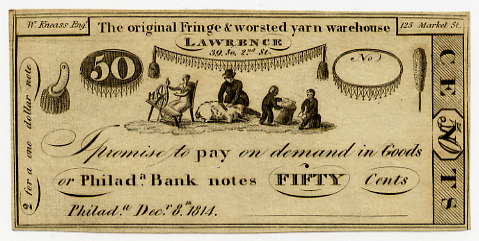 W. Kneass Engr.
The original Fringe & worsted yarn warehouse
125 Market St.
LAWRENCE
39. So. 2nd. St.
50
No.
I promise to pay on demand in Goods
or Philada. Bank notes FIFTY Cents
Philada. Decr. 8th. 1814.
2 for a one dollar note
CENTS